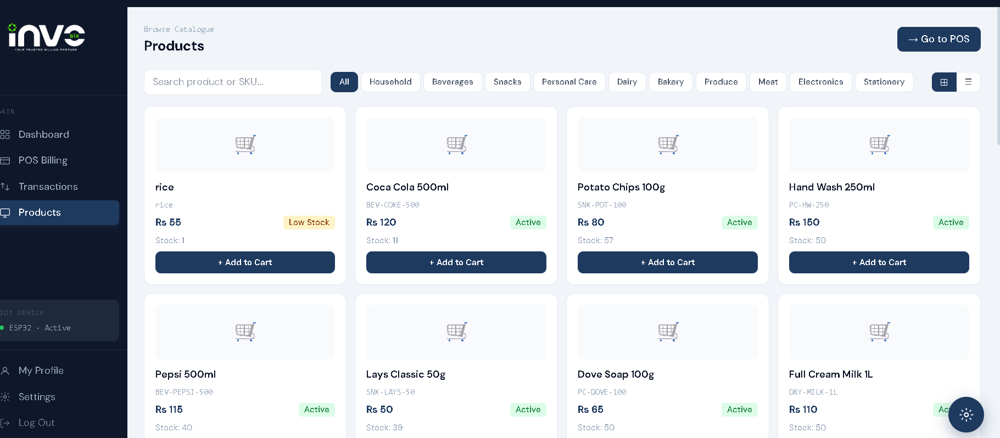 invo
six
YOUR TRUSTED BILLING PARTNER
AIN
Dashboard
POS Billing
Transactions
Products
IOT DEVICE
ESP32 · Active
My Profile
Settings
Log Out
Browse Catalogue
Products
→ Go to POS
Search product or SKU...
All
Household
Beverages
Snacks
Personal Care
Dairy
Bakery
Produce
Meat
Electronics
Stationery
rice
rice
Rs 55
Low Stock
Stock: 1
+ Add to Cart
Coca Cola 500ml
BEV-COKE-500
Rs 120
Active
Stock: 11
+ Add to Cart
Potato Chips 100g
SNK-POT-100
Rs 80
Active
Stock: 57
+ Add to Cart
Hand Wash 250ml
PC-HW-250
Rs 150
Active
Stock: 50
+ Add to Cart
Pepsi 500ml
BEV-PEPSI-500
Rs 115
Active
Stock: 40
Lays Classic 50g
SNK-LAYS-50
Rs 50
Active
Stock: 39
Dove Soap 100g
PC-DOVE-100
Rs 65
Active
Stock: 50
Full Cream Milk 1L
DRY-MILK-1L
Rs 110
Ac
Stock: 50